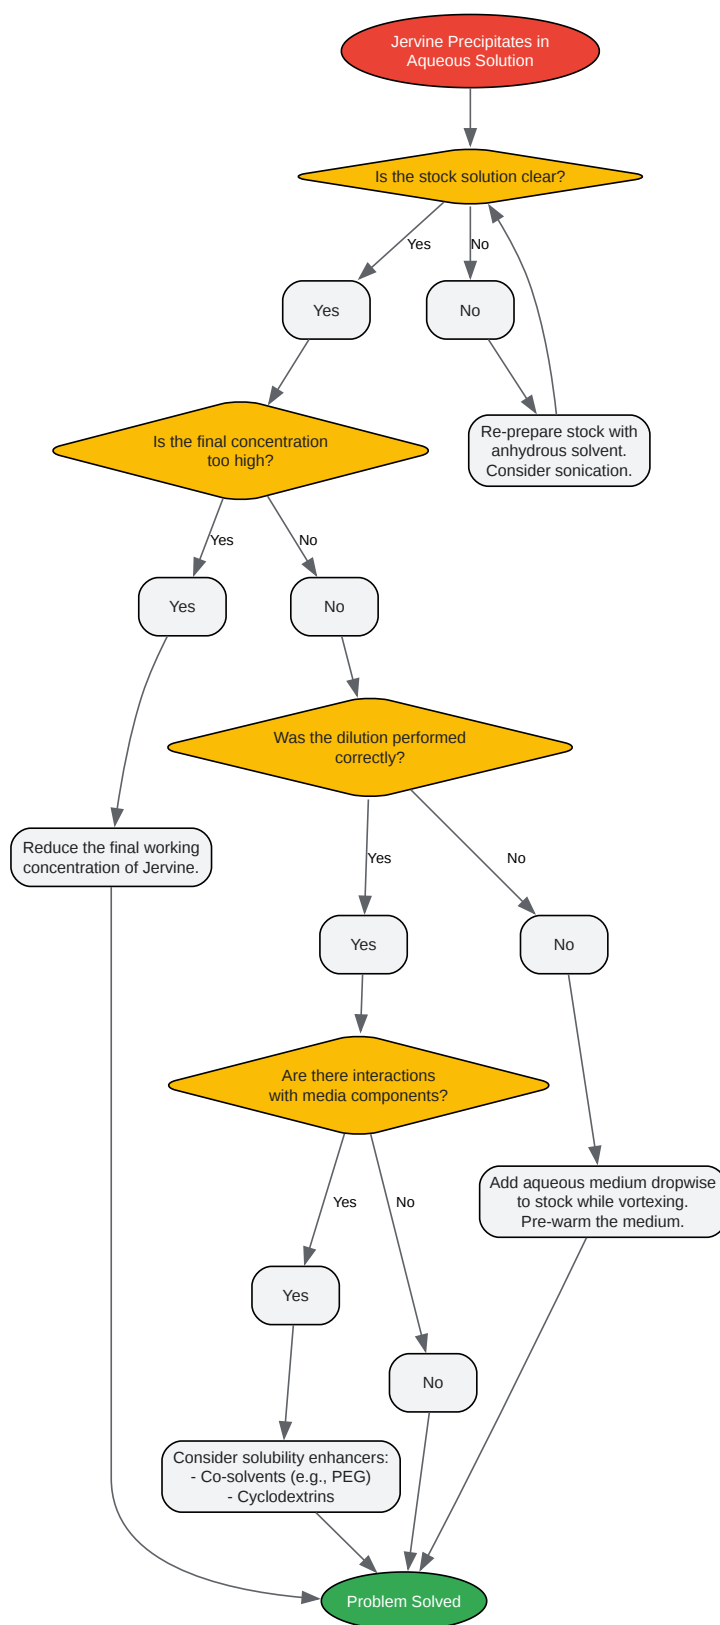 Jervine Precipitates in
Aqueous Solution
Is the stock solution clear?
Yes
No
Yes
No
Re-prepare stock with
anhydrous solvent.
Consider sonication.
Is the final concentration
too high?
Yes
No
Yes
No
Was the dilution performed
correctly?
Reduce the final working
concentration of Jervine.
Yes
No
Yes
No
Are there interactions
with media components?
Add aqueous medium dropwise
to stock while vortexing.
Pre-warm the medium.
Yes
No
Yes
No
Consider solubility enhancers:
- Co-solvents (e.g., PEG)
- Cyclodextrins
Problem Solved